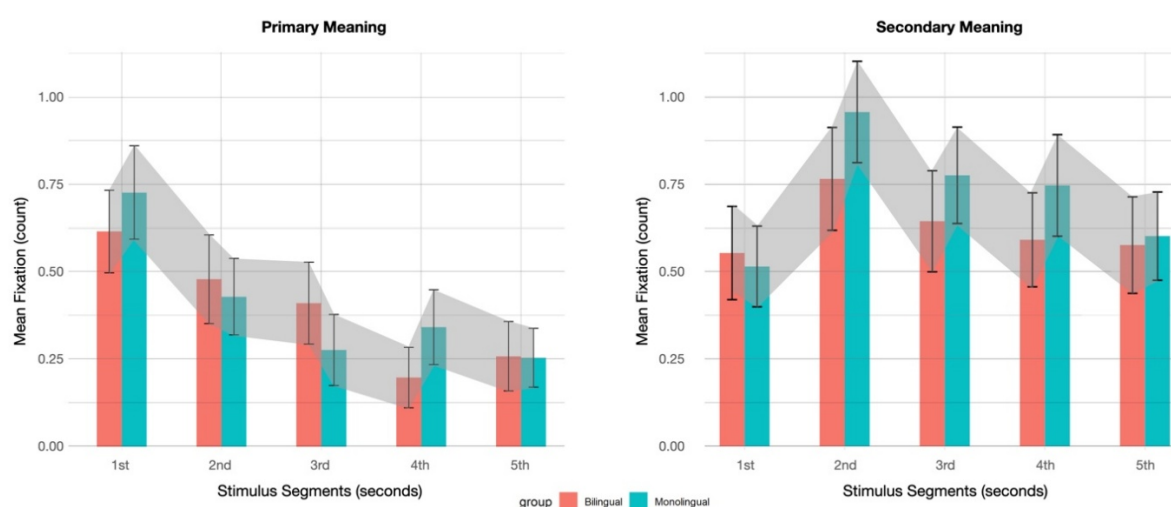 Primary Meaning
Mean Fixation (count)
1.00
0.75
0.50
0.25
0.00
1st 2nd 3rd 4th 5th
Stimulus Segments (seconds)
Secondary Meaning
Mean Fixation (count)
1.00
0.75
0.50
0.25
0.00
1st 2nd 3rd 4th 5th
Stimulus Segments (seconds)
group Bilingual Monolingual